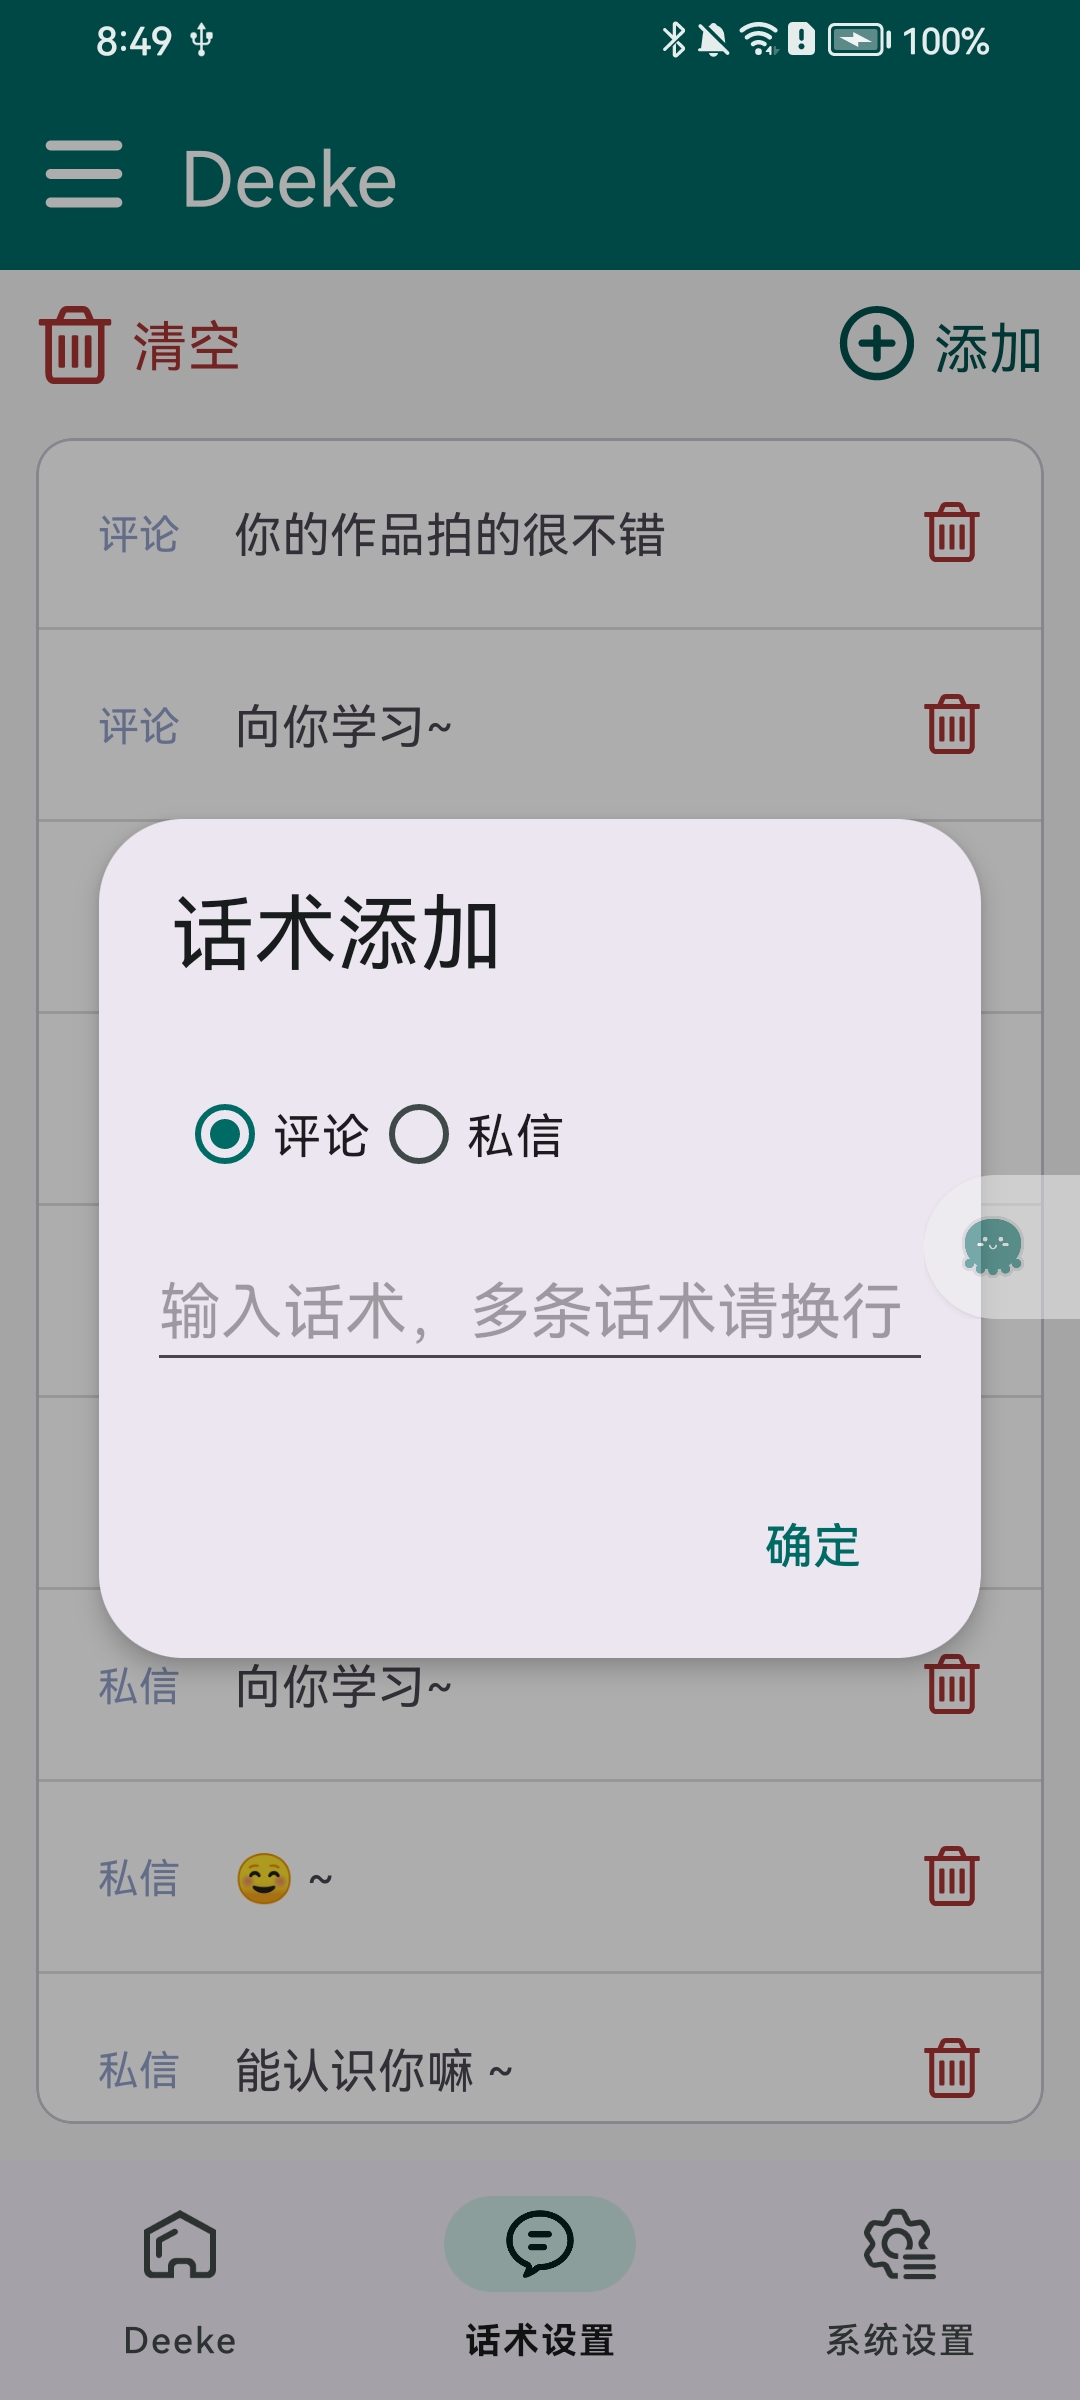 8:49 100%
Deeke
清空 添加
评论 你的作品拍的很不错
评论 向你学习~
话术添加
评论 私信
输入话术，多条话术请换行
确定
私信 向你学习~
私信 😊 ~
私信 能认识你嘛 ~
Deeke 话术设置 系统设置